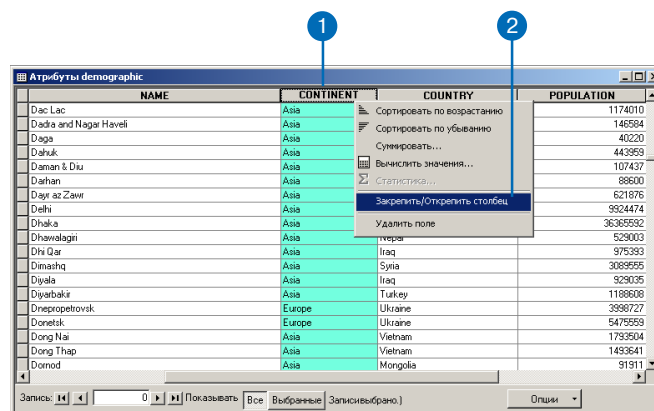 1 2
Атрибуты demographic
NAME CONTINENT COUNTRY POPULATION
Dac Lac Asia 1174010
Dadra and Nagar Haveli Asia 146584
Daga Asia 40220
Dahuk Asia 443959
Daman & Diu Asia 107437
Darhan Asia 88600
Dayr az Zawr Asia 621876
Delhi Asia 9924474
Dhaka Asia 36365592
Dhawalagiri Asia Nepal 529003
Dhi Qar Asia Iraq 975393
Dimashq Asia Syria 3089555
Diyala Asia Iraq 929035
Diyarbakir Asia Turkey 1188608
Dnepropetrovsk Europe Ukraine 3998727
Donetsk Europe Ukraine 5475559
Dong Nai Asia Vietnam 1793504
Dong Thap Asia Vietnam 1493641
Dornod Asia Mongolia 91911
Сортировать по возрастанию
Сортировать по убыванию
Суммировать...
Вычислить значения...
Σ Статистика...
Закрепить/Открепить столбец
Удалить поле
Запись: 0 Показывать Все Выбранные Записивыбрано.) Опции